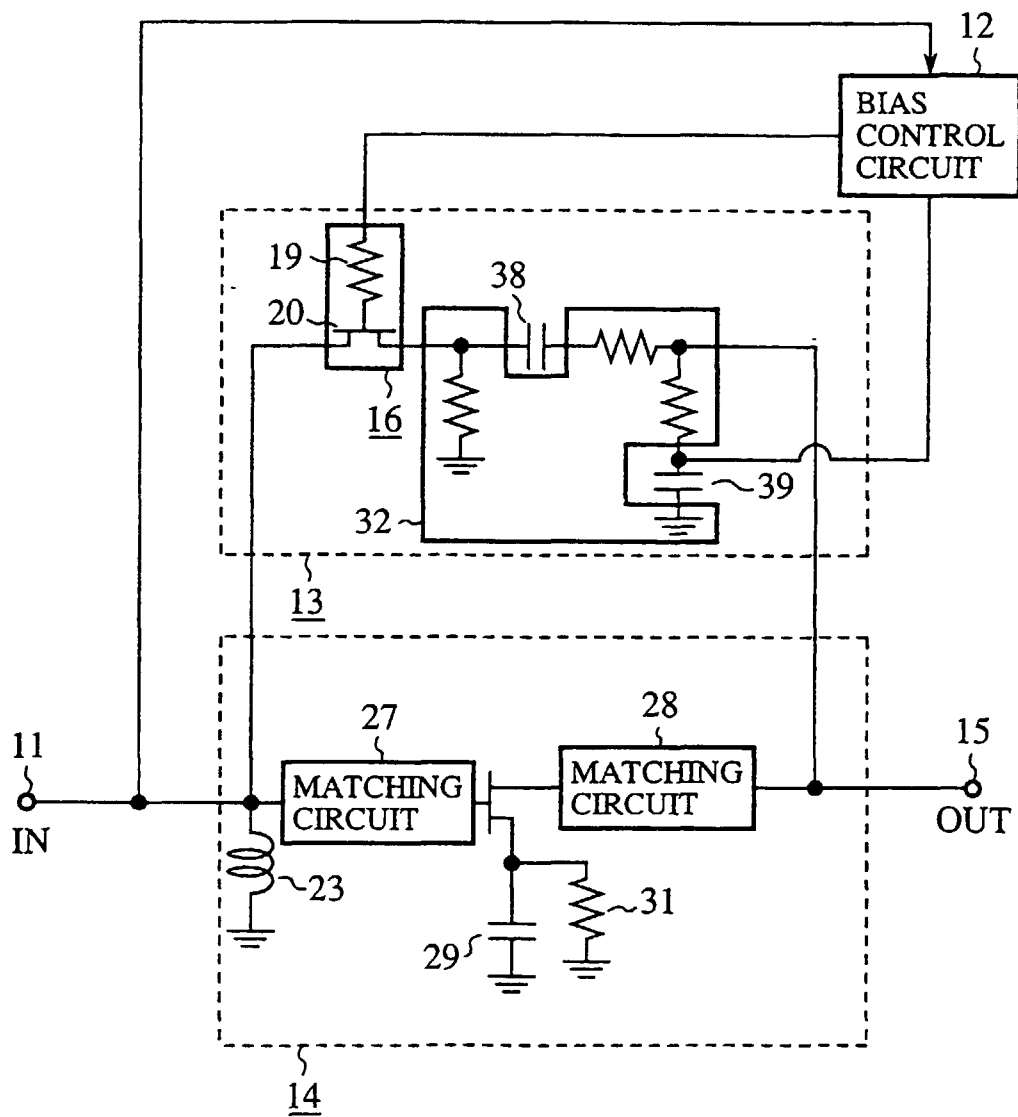 12
BIAS
CONTROL
CIRCUIT
19
38
20
16
39
32
13
27
28
11
15
MATCHING
CIRCUIT
MATCHING
CIRCUIT
IN
OUT
23
31
29
14